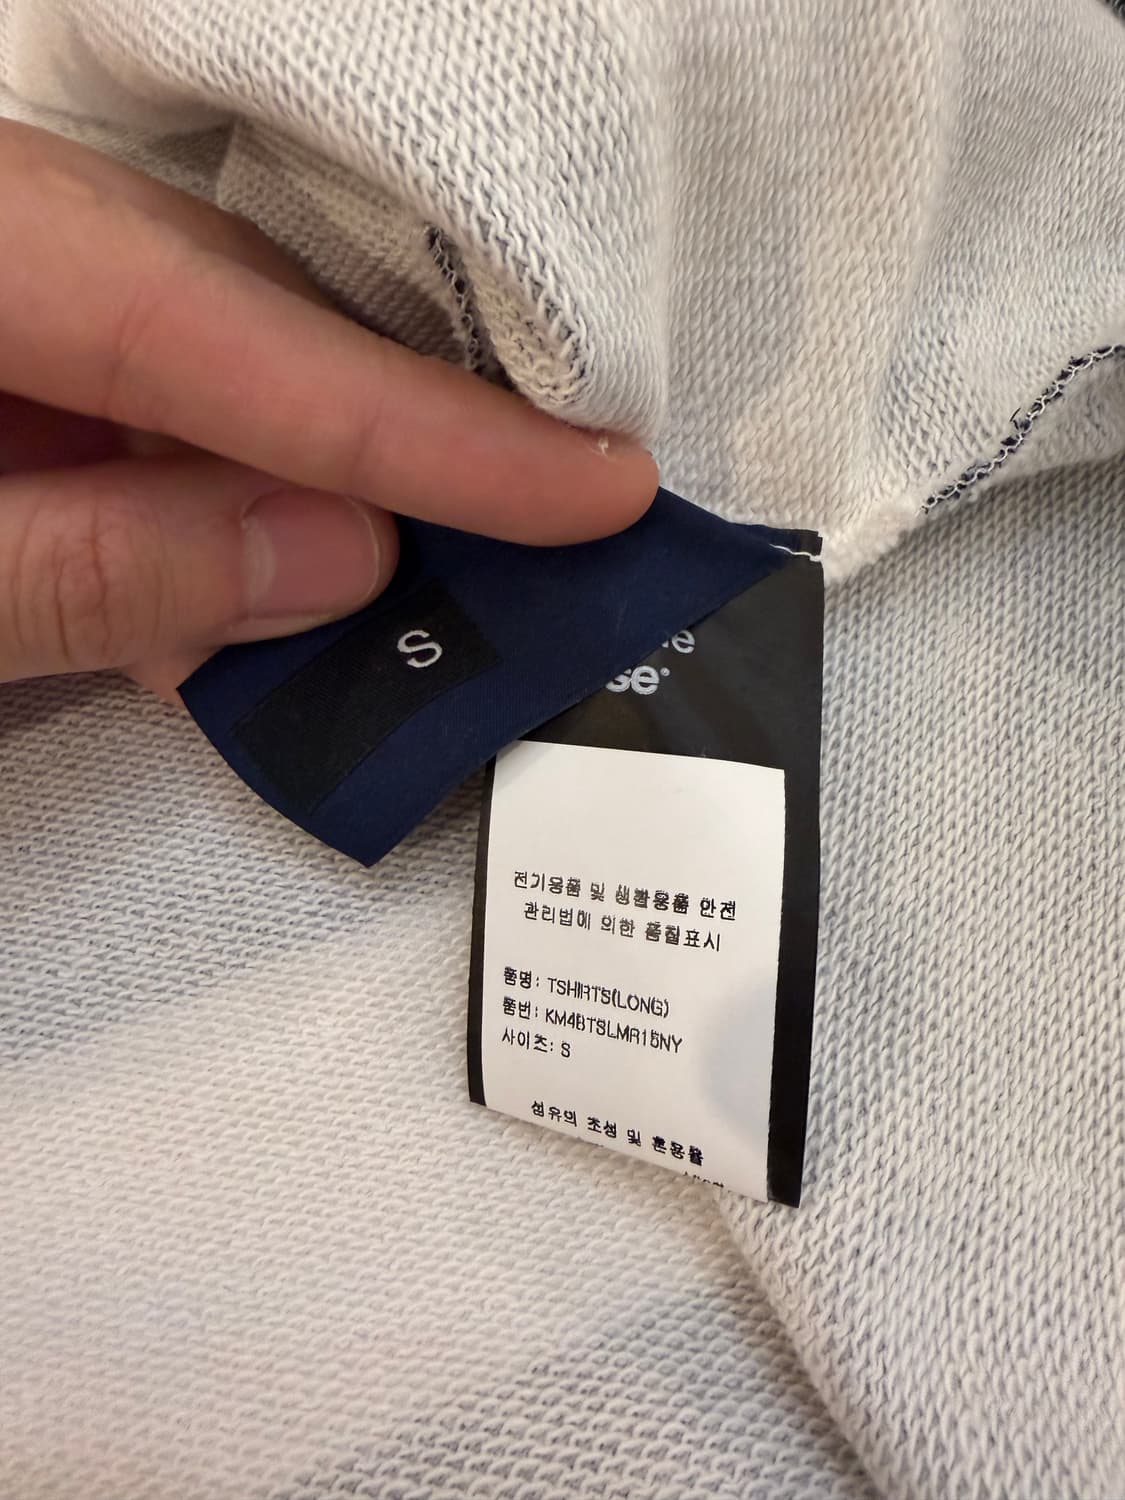 S
se®
전기용품 및 생활용품 안전
관리법에 의한 품질표시
품명: TSHIRTS(LONG)
품번: KM4BTSLMR15NY
사이즈: S
섬유의 조성 및 혼용률